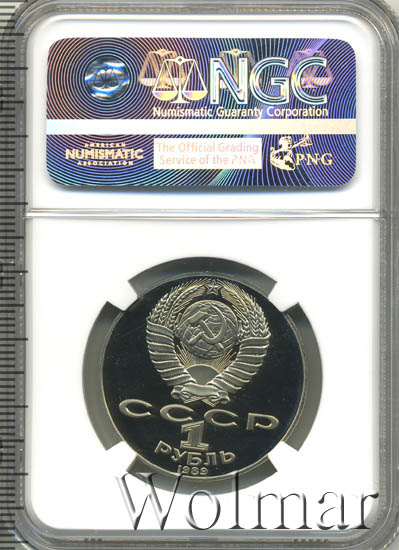 NGC
Numismatic Guaranty Corporation
AMERICAN
NUMISMATIC
ASSOCIATION
The Official Grading
Service of the PNG
PNG
СССР
1
РУБЛЬ
1989
Wolmar